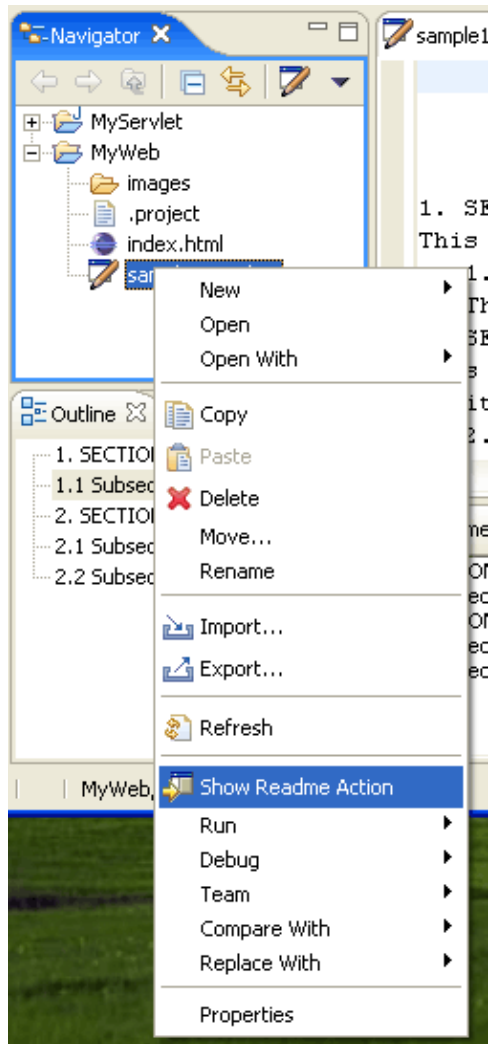 Navigator
sample1
MyServlet
MyWeb
images
.project
index.html
1. SE
This
New
Open
Open With
Copy
Paste
Delete
Move...
Rename
Import...
Export...
Refresh
Show Readme Action
Run
Debug
Team
Compare With
Replace With
Properties
Outline
1. SECTIO
1.1 Subsec
2. SECTIO
2.1 Subsec
2.2 Subsec
MyWeb,